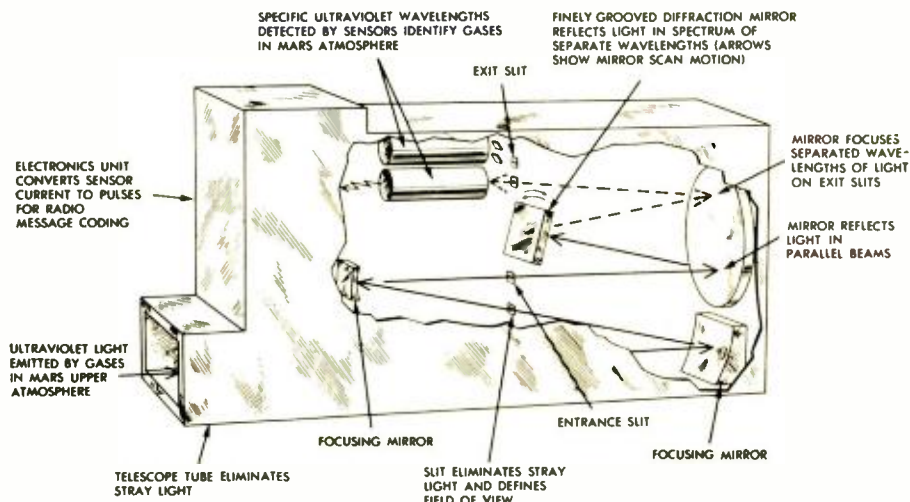 SPECIFIC ULTRAVIOLET WAVELENGTHS
DETECTED BY SENSORS IDENTIFY GASES
IN MARS ATMOSPHERE
FINELY GROOVED DIFFRACTION MIRROR
REFLECTS LIGHT IN SPECTRUM OF
SEPARATE WAVELENGTHS (ARROWS
SHOW MIRROR SCAN MOTION)
EXIT SLIT
ELECTRONICS UNIT
CONVERTS SENSOR
CURRENT TO PULSES
FOR RADIO
MESSAGE CODING
MIRROR FOCUSES
SEPARATED WAVE-
LENGTHS OF LIGHT
ON EXIT SLITS
MIRROR REFLECTS
LIGHT IN
PARALLEL BEAMS
ULTRAVIOLET LIGHT
EMITTED BY GASES
IN MARS UPPER
ATMOSPHERE
ENTRANCE SLIT
FOCUSING MIRROR
FOCUSING MIRROR
TELESCOPE TUBE ELIMINATES
STRAY LIGHT
SLIT ELIMINATES STRAY
LIGHT AND DEFINES
FIELD OF VIEW